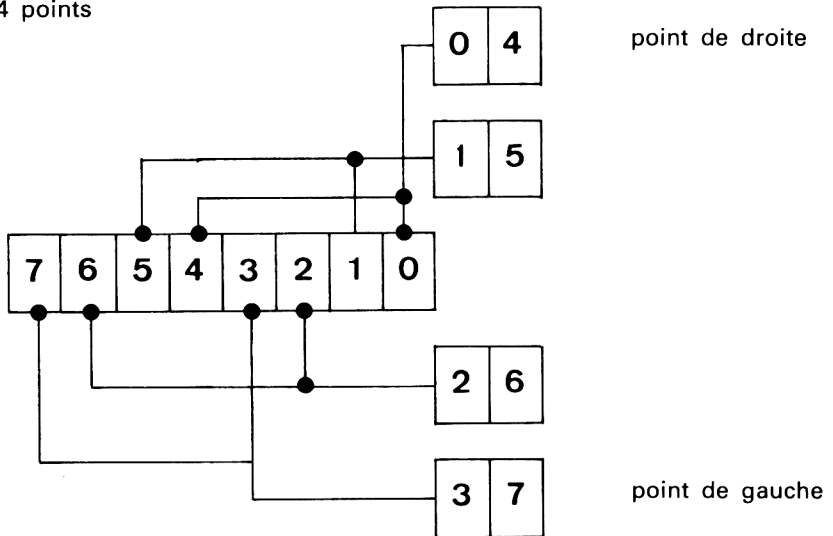 4 points
0 4 point de droite
1 5
7 6 5 4 3 2 1 0
2 6
3 7 point de gauche